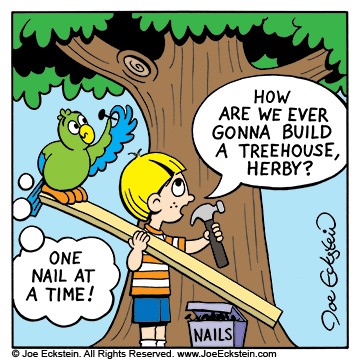 HOW
ARE WE EVER
GONNA BUILD
A TREEHOUSE,
HERBY?
ONE
NAIL AT
A TIME!
NAILS
Joe Eckstein
© Joe Eckstein. All Rights Reserved. www.JoeEckstein.com